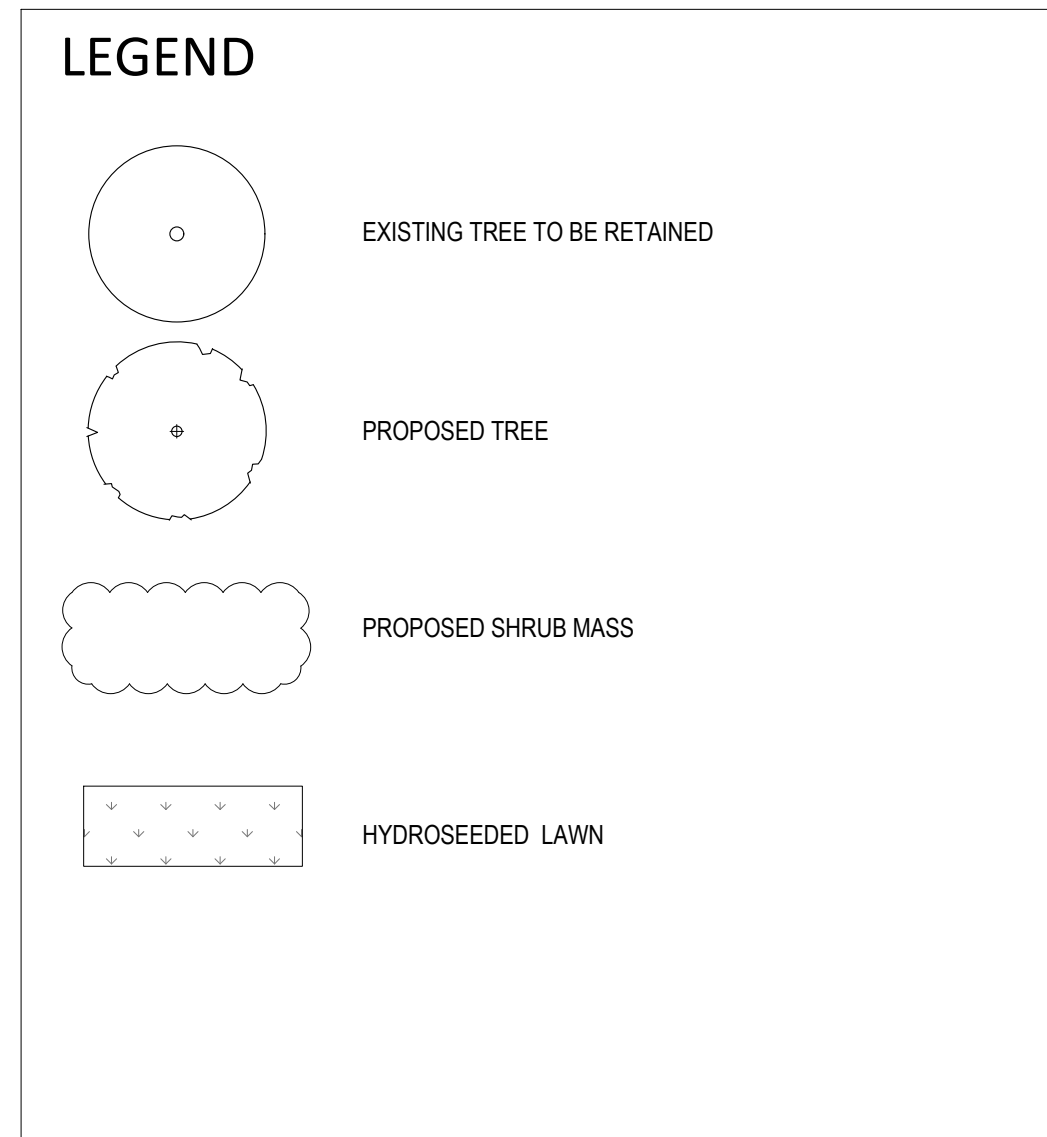 LEGEND
EXISTING TREE TO BE RETAINED
PROPOSED TREE
PROPOSED SHRUB MASS
HYDROSEEDED  LAWN